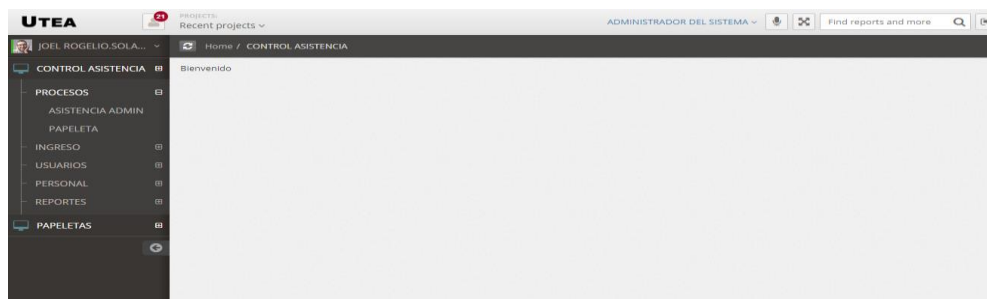 UTEA
21
PROJECTS:
Recent projects
ADMINISTRADOR DEL SISTEMA
Find reports and more
JOEL ROGELIO.SOLA...
Home / CONTROL ASISTENCIA
CONTROL ASISTENCIA
Bienvenido
PROCESOS
ASISTENCIA ADMIN
PAPELETA
INGRESO
USUARIOS
PERSONAL
REPORTES
PAPELETAS